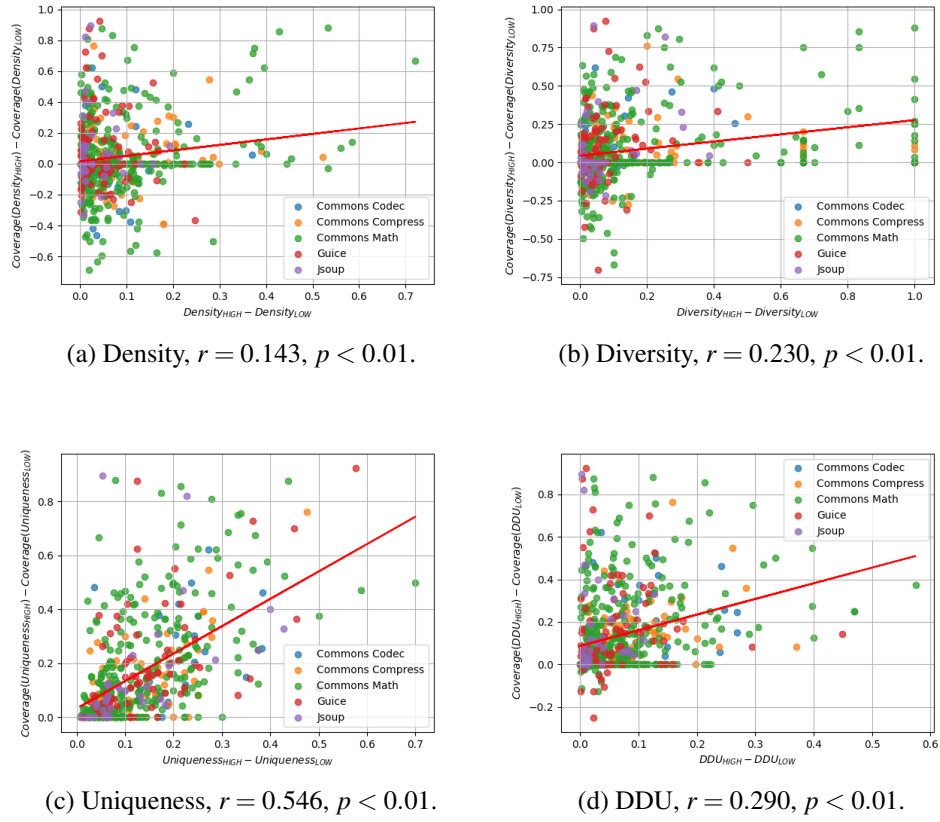 Coverage(Density_HIGH) − Coverage(Density_LOW)
0.8
0.6
0.4
0.2
0.0
−0.2
−0.4
−0.6
Commons Codec
Commons Compress
Commons Math
Guice
Jsoup
0.0 0.1 0.2 0.3 0.4 0.5 0.6 0.7
Density_HIGH − Density_LOW
(a) Density, r = 0.143, p < 0.01.
Coverage(Diversity_HIGH) − Coverage(Diversity_LOW)
1.00
0.75
0.50
0.25
0.00
−0.25
−0.50
−0.75
Commons Codec
Commons Compress
Commons Math
Guice
Jsoup
0.0 0.2 0.4 0.6 0.8 1.0
Diversity_HIGH − Diversity_LOW
(b) Diversity, r = 0.230, p < 0.01.
Coverage(Uniqueness_HIGH) − Coverage(Uniqueness_LOW)
0.8
0.6
0.4
0.2
0.0
Commons Codec
Commons Compress
Commons Math
Guice
Jsoup
0.0 0.1 0.2 0.3 0.4 0.5 0.6 0.7
Uniqueness_HIGH − Uniqueness_LOW
(c) Uniqueness, r = 0.546, p < 0.01.
Coverage(DDU_HIGH) − Coverage(DDU_LOW)
0.8
0.6
0.4
0.2
0.0
−0.2
Commons Codec
Commons Compress
Commons Math
Guice
Jsoup
0.0 0.1 0.2 0.3 0.4 0.5 0.6
DDU_HIGH − DDU_LOW
(d) DDU, r = 0.290, p < 0.01.